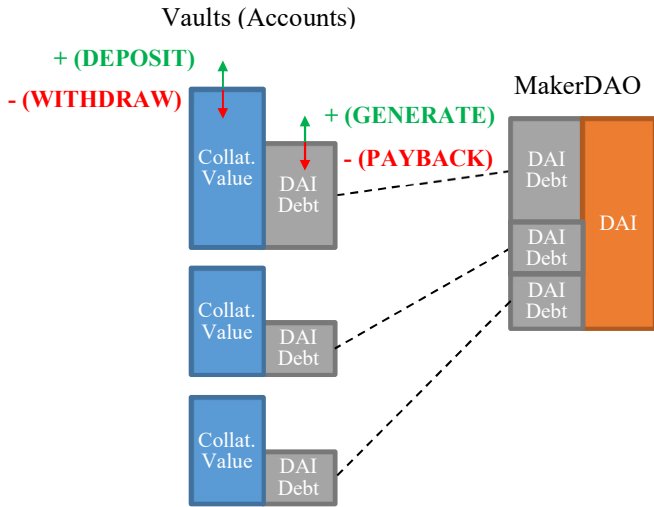 Vaults (Accounts)
+ (DEPOSIT)
- (WITHDRAW)
+ (GENERATE)
- (PAYBACK)
Collat.
Value
DAI
Debt
MakerDAO
DAI
Debt
DAI
DAI
Debt
DAI
Debt
Collat.
Value
DAI
Debt
Collat.
Value
DAI
Debt